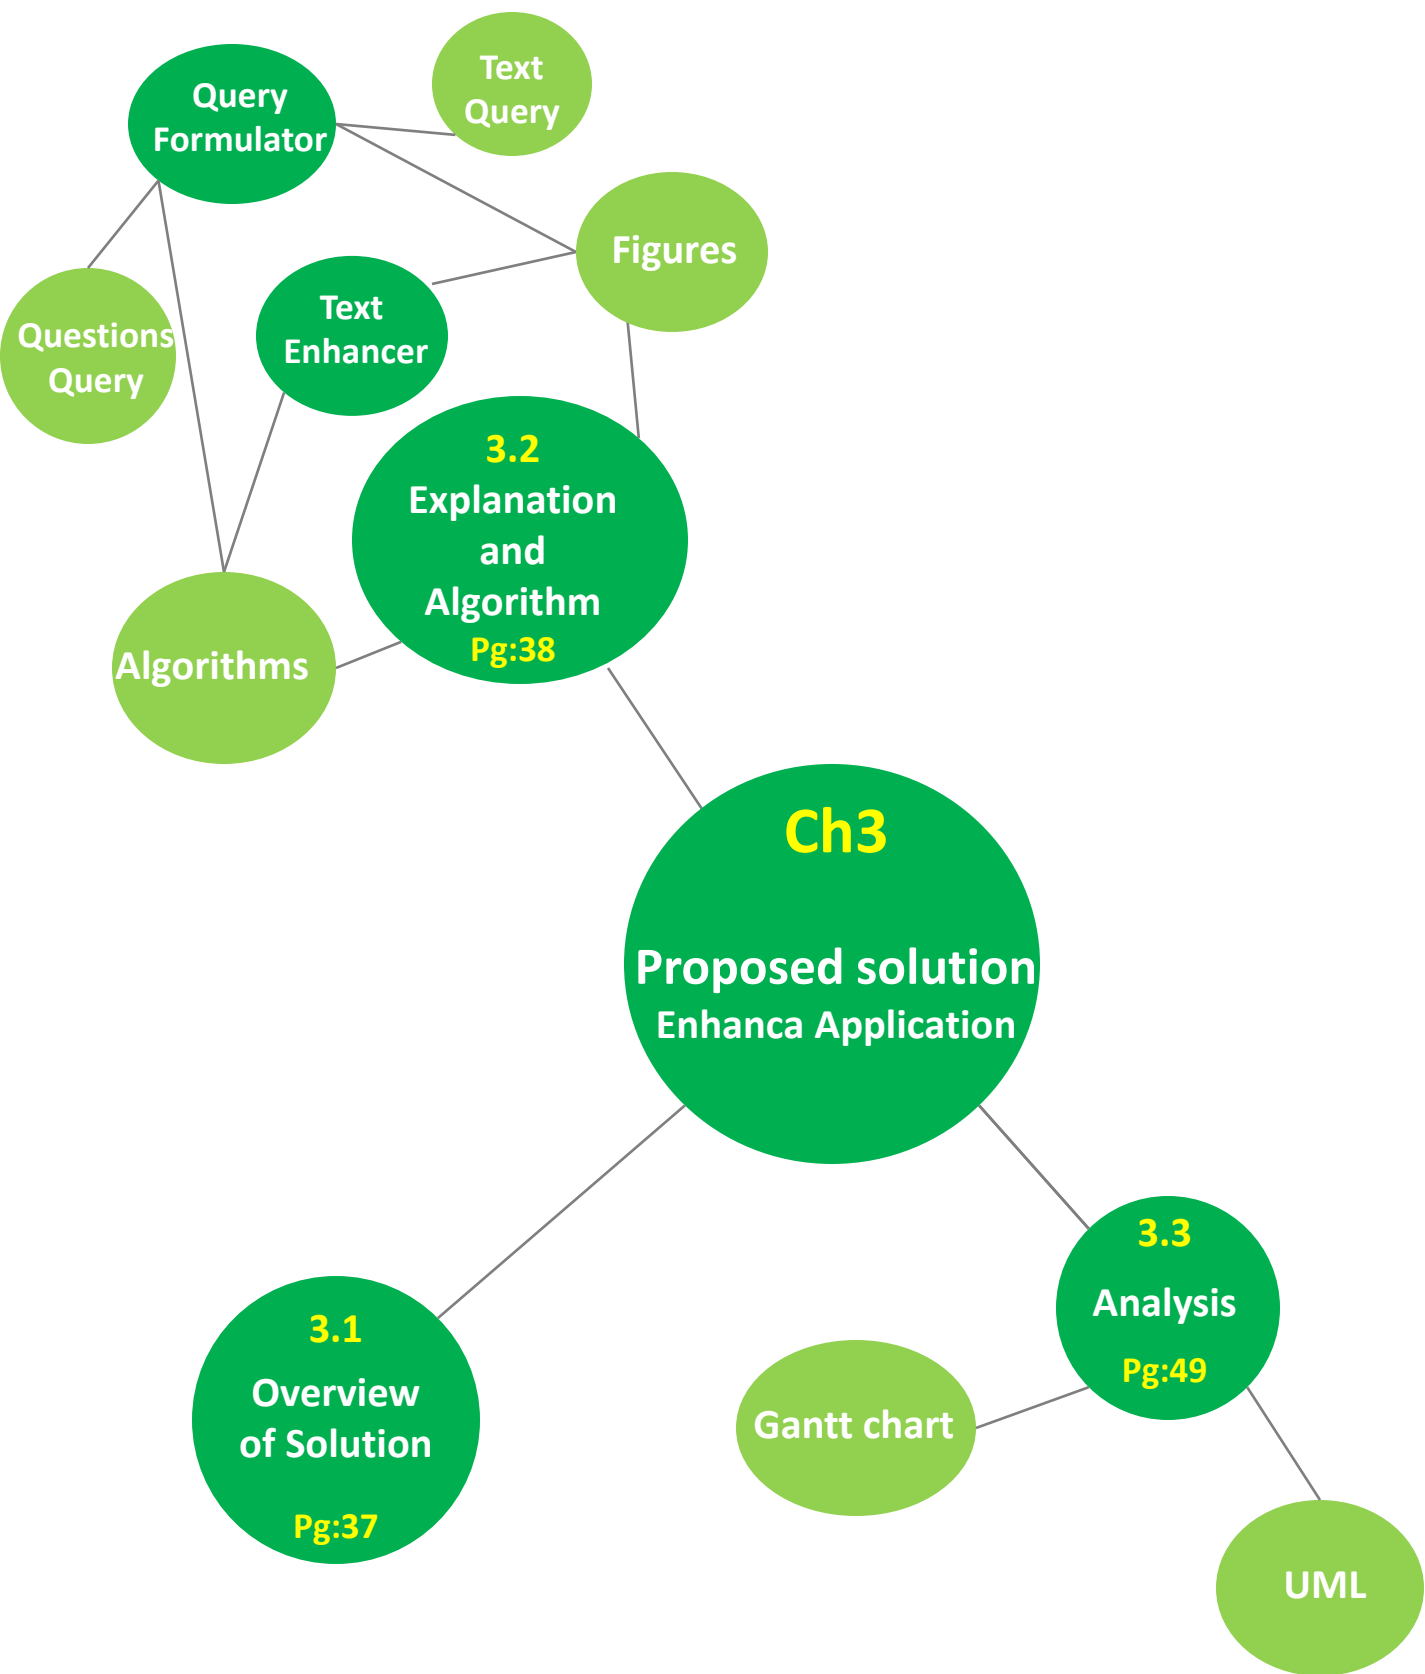 Text
Query
Query
Formulator
Figures
Text
Enhancer
Questions
Query
3.2
Explanation
and
Algorithm
Pg:38
Algorithms
Ch3
Proposed solution
Enhanca Application
3.3
Analysis
Pg:49
3.1
Overview
of Solution
Pg:37
Gantt chart
UML